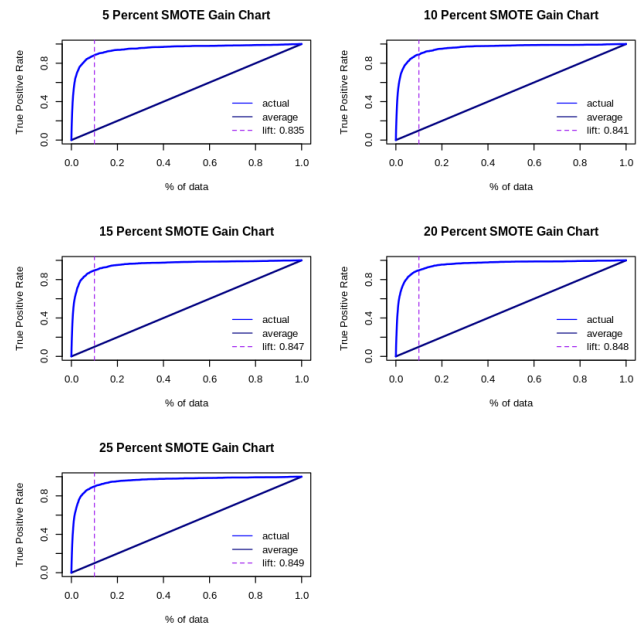 5 Percent SMOTE Gain Chart
True Positive Rate
0.0 0.4 0.8
actual
average
lift: 0.835
0.0 0.2 0.4 0.6 0.8 1.0
% of data
10 Percent SMOTE Gain Chart
True Positive Rate
0.0 0.4 0.8
actual
average
lift: 0.841
0.0 0.2 0.4 0.6 0.8 1.0
% of data
15 Percent SMOTE Gain Chart
True Positive Rate
0.0 0.4 0.8
actual
average
lift: 0.847
0.0 0.2 0.4 0.6 0.8 1.0
% of data
20 Percent SMOTE Gain Chart
True Positive Rate
0.0 0.4 0.8
actual
average
lift: 0.848
0.0 0.2 0.4 0.6 0.8 1.0
% of data
25 Percent SMOTE Gain Chart
True Positive Rate
0.0 0.4 0.8
actual
average
lift: 0.849
0.0 0.2 0.4 0.6 0.8 1.0
% of data